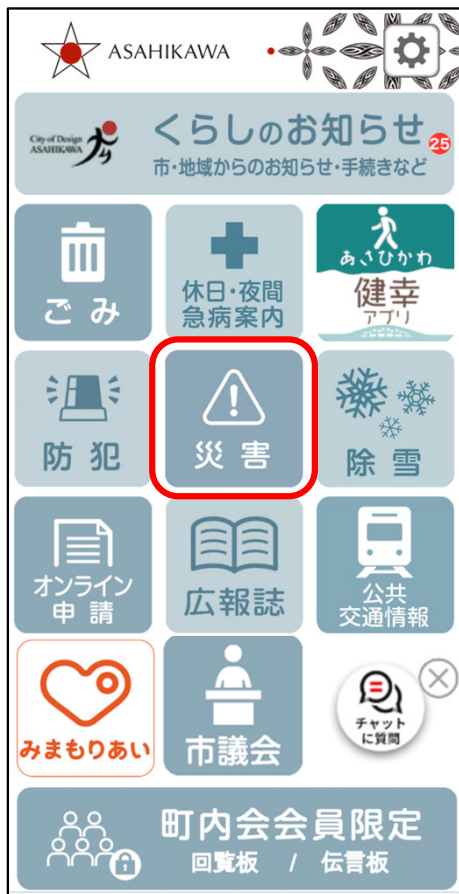 ASAHIKAWA
City of Design
ASAHIKAWA
くらしのお知らせ 25
市・地域からのお知らせ・手続きなど
ごみ
休日・夜間
急病案内
あさひかわ
健幸
アプリ
防犯
災害
除雪
オンライン
申請
広報誌
公共
交通情報
みまもりあい
市議会
チャット
に質問
町内会会員限定
回覧板 / 伝言板